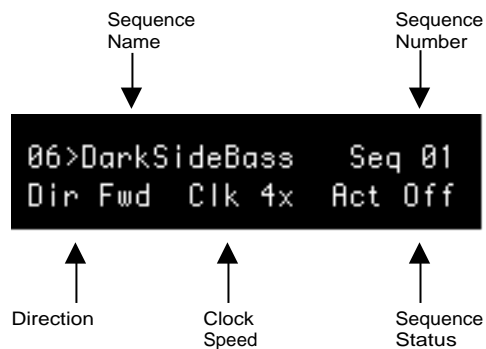 Sequence
Name
Sequence
Number
06>DarkSideBass Seq 01
Dir Fwd Clk 4x Act Off
Direction
Clock
Speed
Sequence
Status